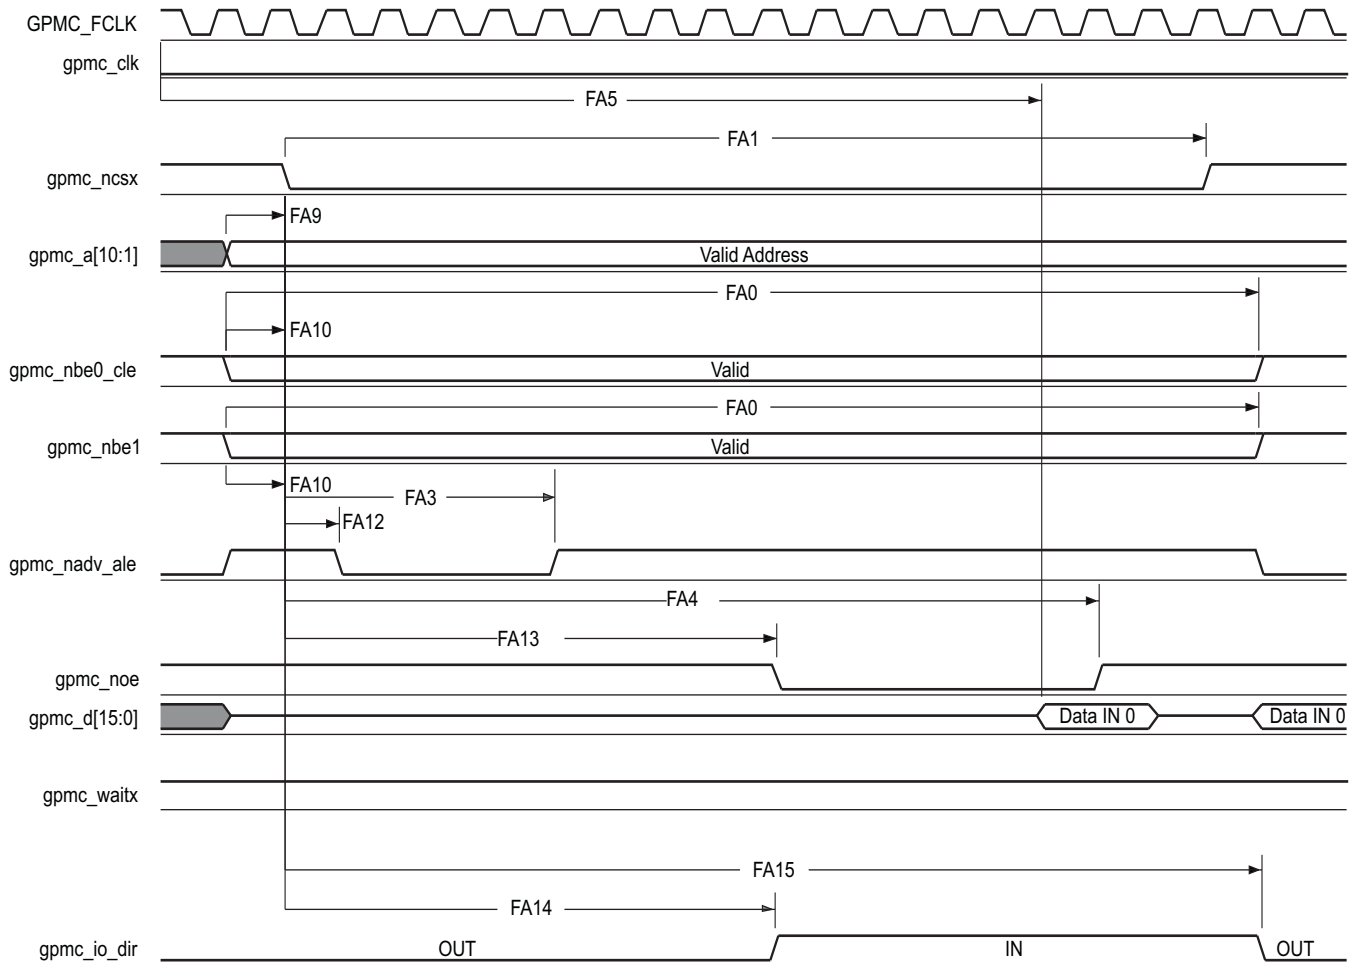 GPMC_FCLK
gpmc_clk
FA5
FA1
gpmc_ncsx
FA9
gpmc_a[10:1]
Valid Address
FA0
FA10
gpmc_nbe0_cle
Valid
FA0
gpmc_nbe1
Valid
FA10
FA3
FA12
gpmc_nadv_ale
FA4
FA13
gpmc_noe
gpmc_d[15:0]
Data IN 0
Data IN 0
gpmc_waitx
FA15
FA14
gpmc_io_dir
OUT
IN
OUT